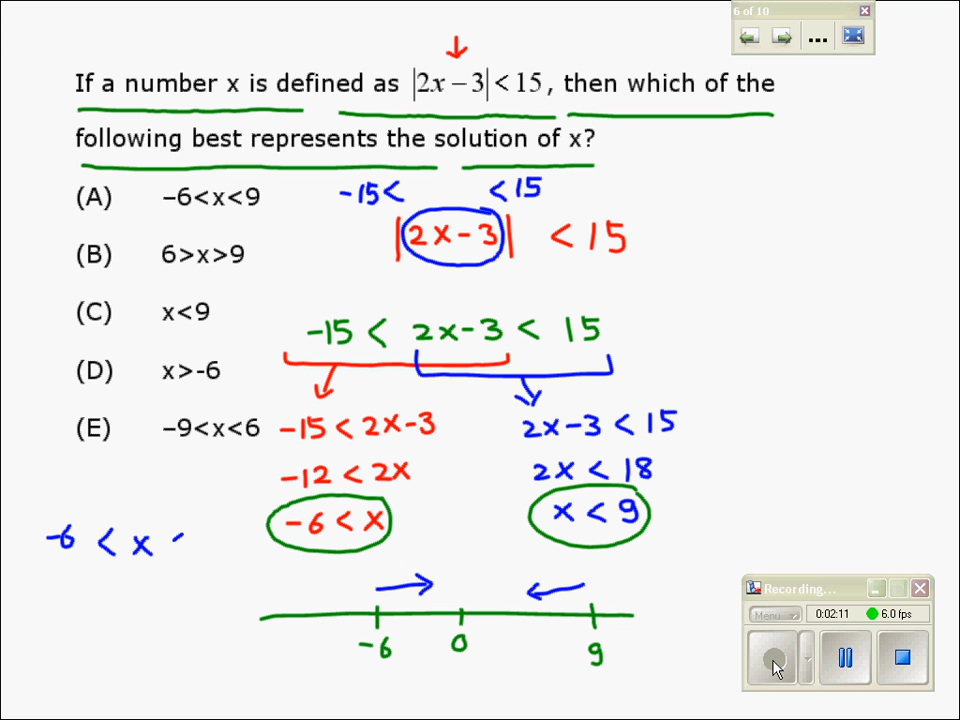 6 of 10
...
If a number x is defined as |2x − 3| < 15, then which of the
following best represents the solution of x?
(A) –6<x<9
-15 < < 15
|2x-3| < 15
(B) 6>x>9
(C) x<9
-15 < 2x-3 < 15
(D) x>-6
(E) –9<x<6
-15 < 2x-3
2x-3 < 15
-12 < 2x
2x < 18
-6 < x
x < 9
-6 < x
-6 0 9
Recording...
Menu 0:02:11 6.0 fps